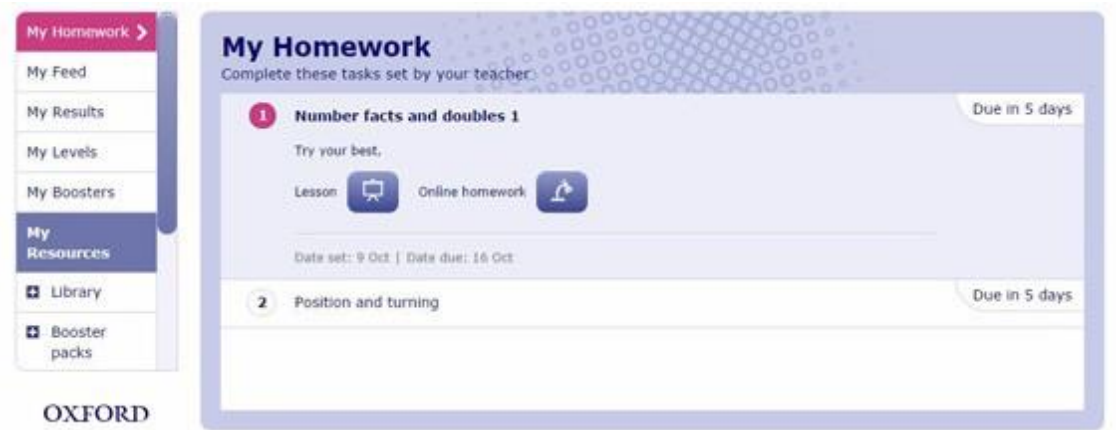 My Homework
My Feed
My Results
My Levels
My Boosters
My
Resources
Library
Booster
packs
OXFORD
My Homework
Complete these tasks set by your teacher.
1 Number facts and doubles 1
Due in 5 days
Try your best.
Lesson Online homework
Date set: 9 Oct | Date due: 16 Oct
2 Position and turning
Due in 5 days